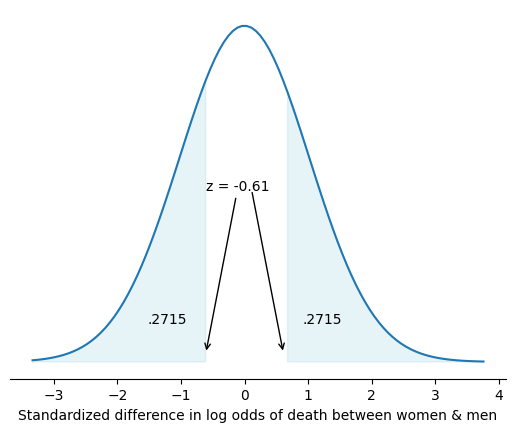 z = -0.61
.2715 .2715
−3 −2 −1 0 1 2 3 4
Standardized difference in log odds of death between women & men